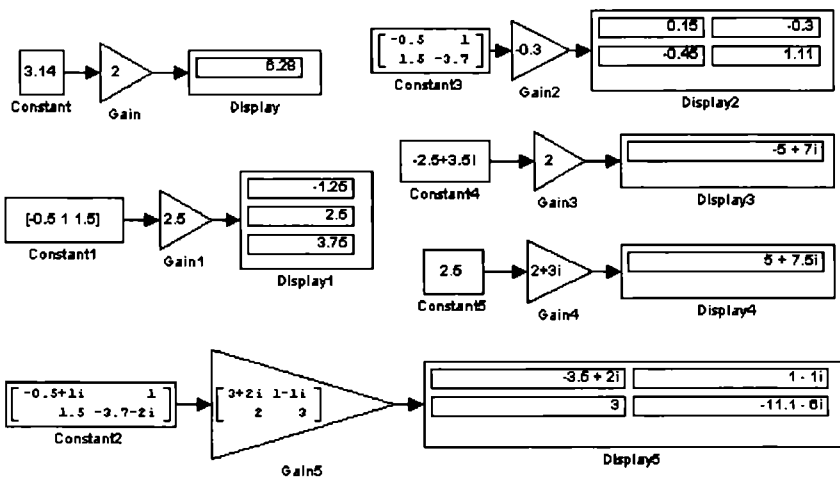 3.14
2
6.28
Constant
Gain
Display
-0.5 1
1.5 -3.7
-0.3
0.15 -0.3
-0.45 1.11
Constant3
Gain2
Display2
-2.5+3.5i
2
-5 + 7i
Constant4
Gain3
Display3
[-0.5 1 1.5]
2.5
-1.25
2.5
3.75
Constant1
Gain1
Display1
2.5
2+3i
5 + 7.5i
Constant5
Gain4
Display4
-0.5+1i 1
1.5 -3.7-2i
3+2i 1-1i
2 3
-3.5 + 2i 1 - 1i
3 -11.1 - 6i
Constant2
Gain5
Display5